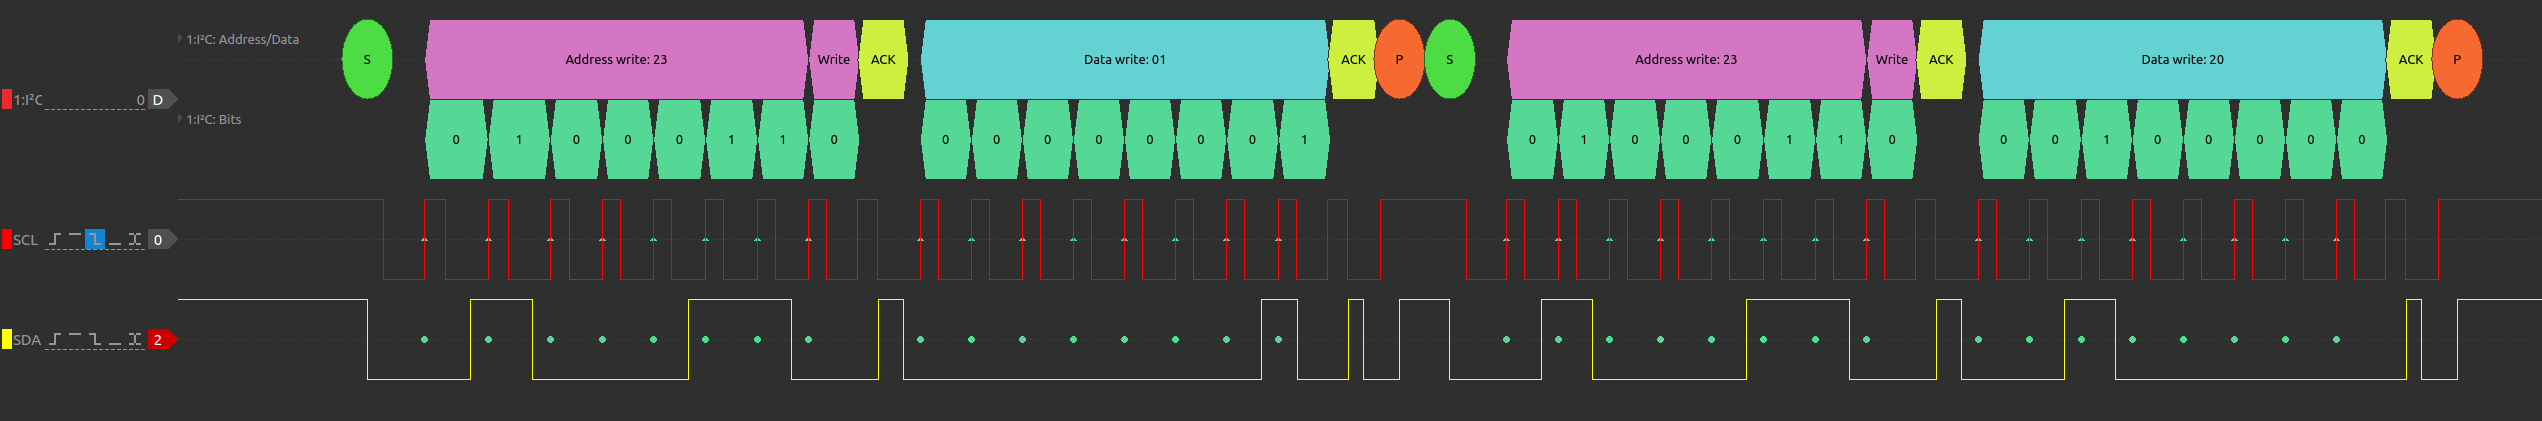 1:I²C: Address/Data
S Address write: 23 Write ACK Data write: 01 ACK P S Address write: 23 Write ACK Data write: 20 ACK P
1:I²C 0 D
1:I²C: Bits
0 1 0 0 0 1 1 0 0 0 0 0 0 0 0 1 0 1 0 0 0 1 1 0 0 0 1 0 0 0 0 0
SCL 0
SDA 2